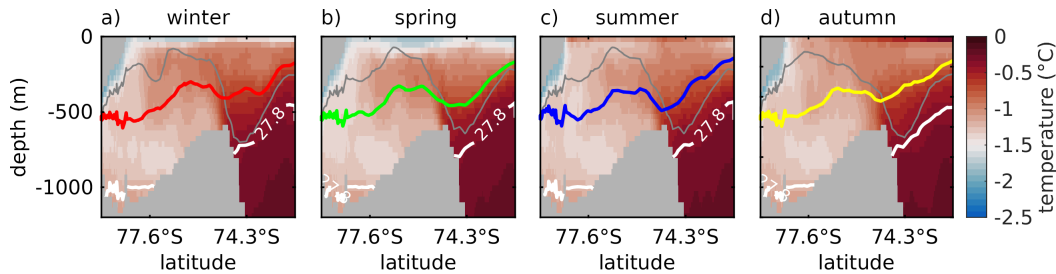 a) winter
b) spring
c) summer
d) autumn
0
-500
-1000
depth (m)
27.8
27.8
27.8
77.6°S
74.3°S
latitude
77.6°S
74.3°S
latitude
77.6°S
74.3°S
latitude
77.6°S
74.3°S
latitude
0
-0.5
-1
-1.5
-2
-2.5
temperature (°C)